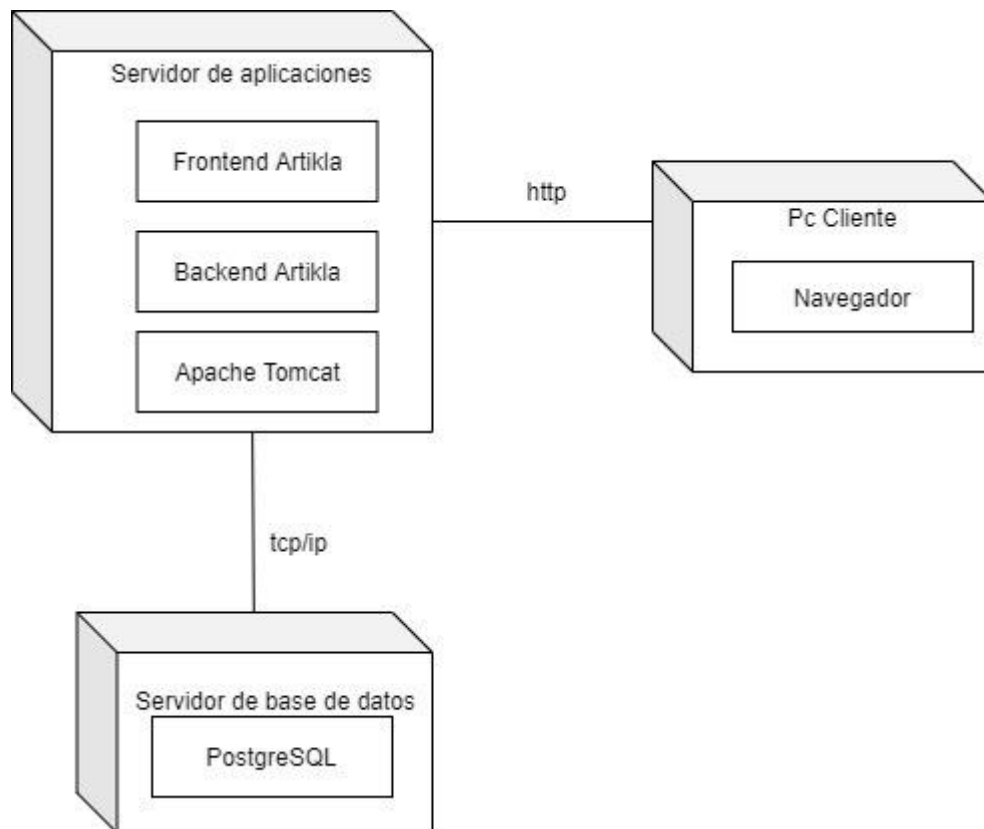 Servidor de aplicaciones
Frontend Artikla
Backend Artikla
Apache Tomcat
http
Pc Cliente
Navegador
tcp/ip
Servidor de base de datos
PostgreSQL